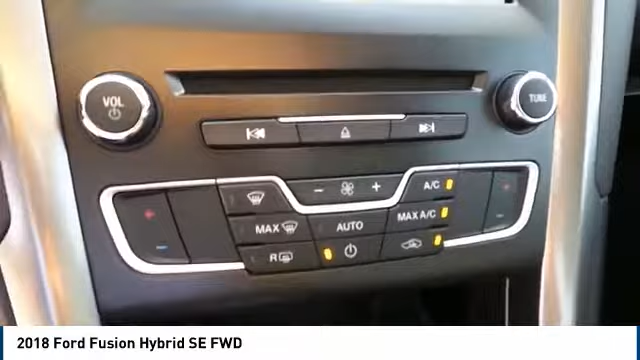 VOL
TUNE
− +
A/C
MAX
AUTO
MAX A/C
R
2018 Ford Fusion Hybrid SE FWD